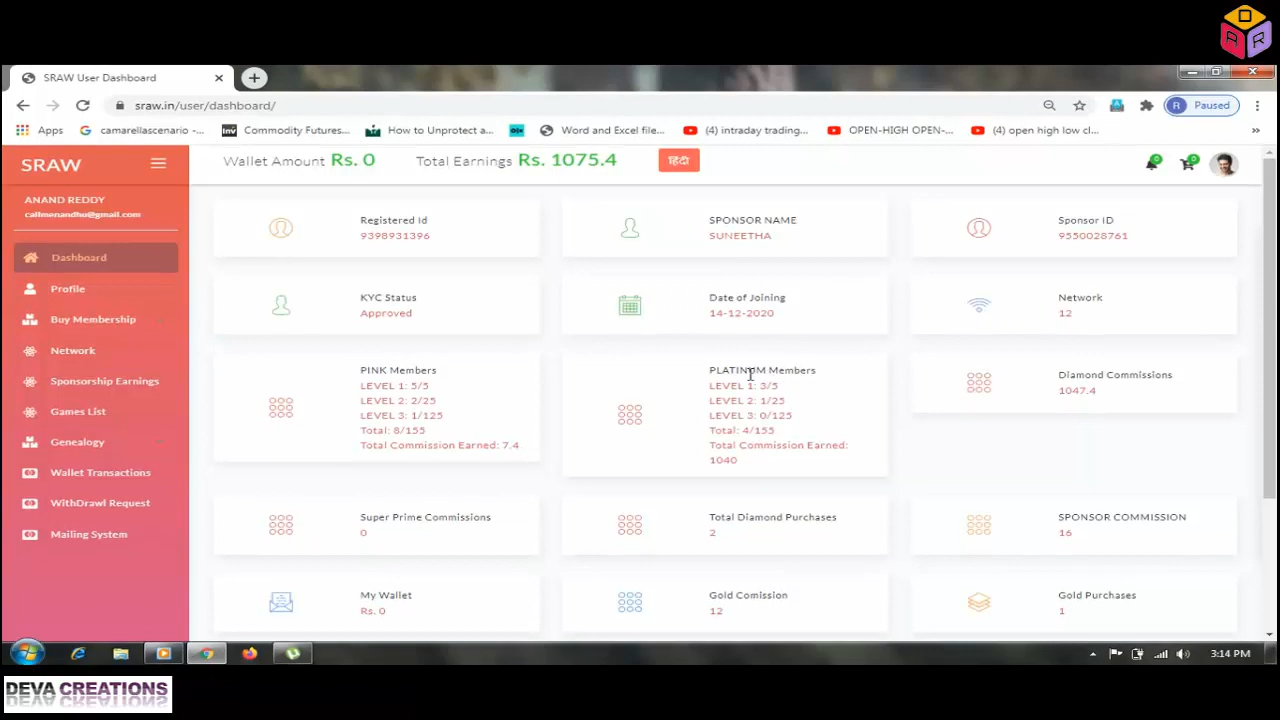 SRAW User Dashboard
sraw.in/user/dashboard/
Paused
Apps
camarellascenario -...
Commodity Futures...
How to Unprotect a...
Word and Excel file...
(4) intraday trading...
OPEN-HIGH OPEN-...
(4) open high low cl...
SRAW
Wallet Amount Rs. 0
Total Earnings Rs. 1075.4
हिंदी
0
0
ANAND REDDY
callmenandhu@gmail.com
Dashboard
Profile
Buy Membership
Network
Sponsorship Earnings
Games List
Genealogy
Wallet Transactions
WithDrawl Request
Mailing System
Registered Id
9398931396
SPONSOR NAME
SUNEETHA
Sponsor ID
9550028761
KYC Status
Approved
Date of Joining
14-12-2020
Network
12
PINK Members
LEVEL 1: 5/5
LEVEL 2: 2/25
LEVEL 3: 1/125
Total: 8/155
Total Commission Earned: 7.4
PLATINUM Members
LEVEL 1: 3/5
LEVEL 2: 1/25
LEVEL 3: 0/125
Total: 4/155
Total Commission Earned:
1040
Diamond Commissions
1047.4
Super Prime Commissions
0
Total Diamond Purchases
2
SPONSOR COMMISSION
16
My Wallet
Rs. 0
Gold Comission
12
Gold Purchases
1
3:14 PM
DEVA CREATIONS